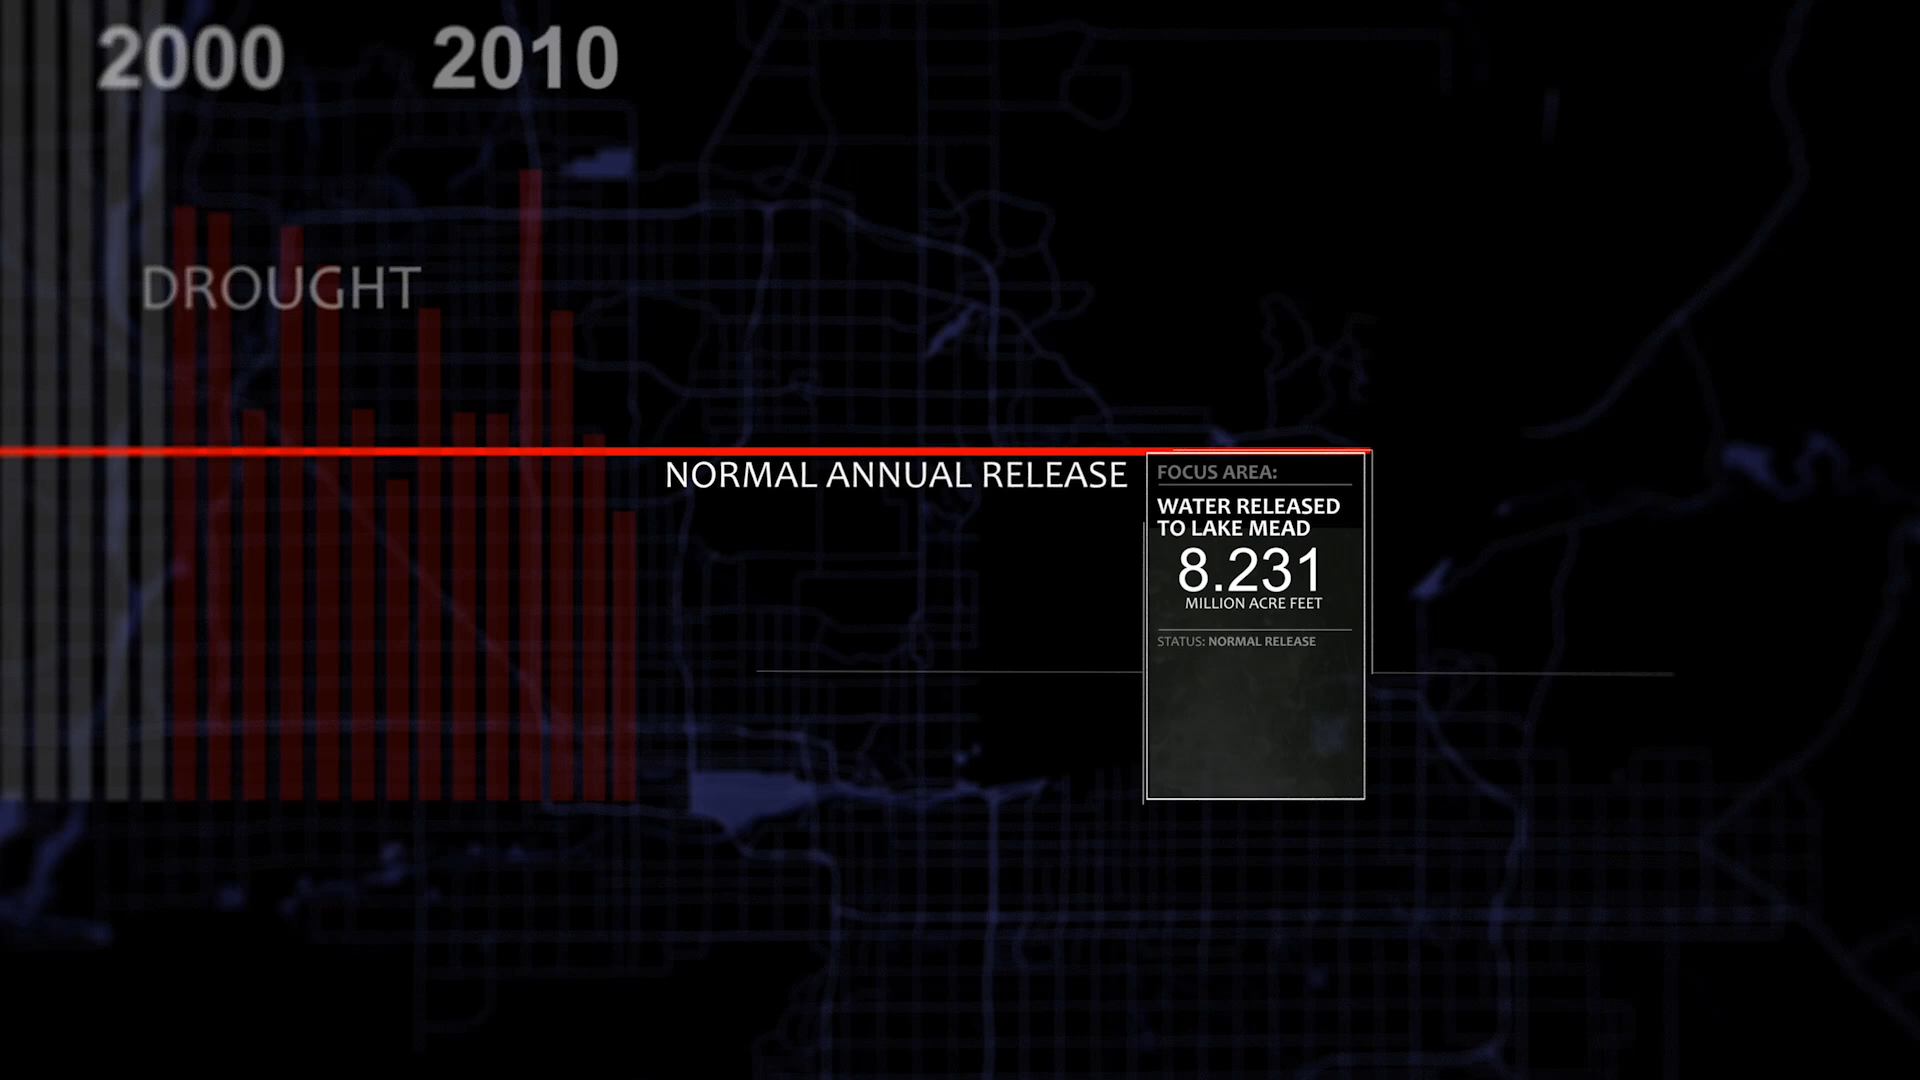 2000 2010
DROUGHT
NORMAL ANNUAL RELEASE
FOCUS AREA:
WATER RELEASED
TO LAKE MEAD
8.231
MILLION ACRE FEET
STATUS: NORMAL RELEASE